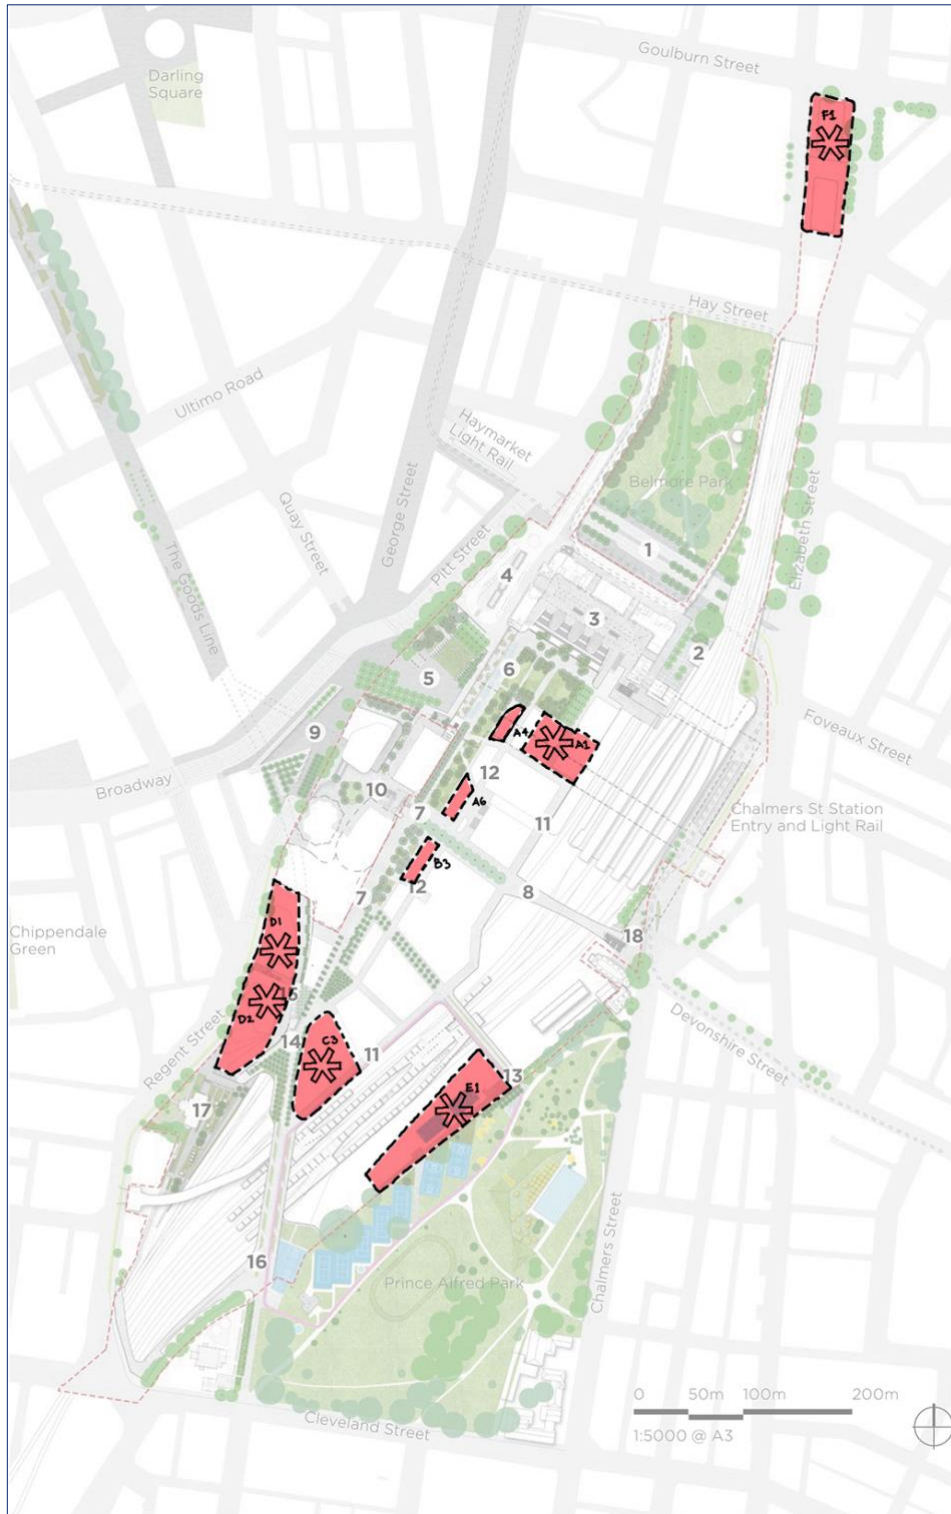 Goulburn Street
Darling
Square
F1
Hay Street
Ultimo Road
Haymarket
Light Rail
George Street
Belmore Park
Elizabeth Street
Quay Street
The Goods Line
Pitt Street
1
4
3
2
5
6
9
A4
A1
Foveaux Street
Broadway
12
10
A6
7
11
Chalmers St Station
Entry and Light Rail
B3
12
8
7
D1
Chippendale
Green
18
15
D2
Devonshire Street
Regent Street
14
C3
11
13
E1
17
Chalmers Street
16
Prince Alfred Park
0 50m 100m 200m
1:5000 @ A3
Cleveland Street